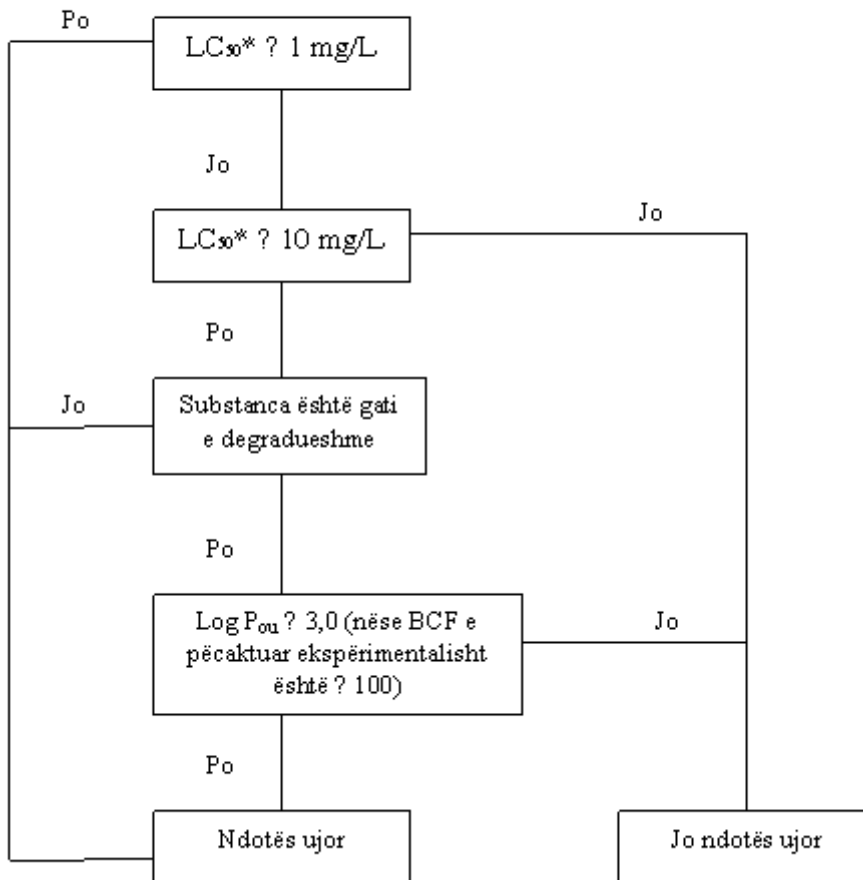 Po
LC₅₀* ? 1 mg/L
Jo
LC₅₀* ? 10 mg/L
Jo
Po
Jo
Substanca është gati
e degradueshme
Po
Log Pₒᵤ ? 3,0 (nëse BCF e
pëcaktuar ekspërimentalisht
është ? 100)
Jo
Po
Ndotës ujor
Jo ndotës ujor